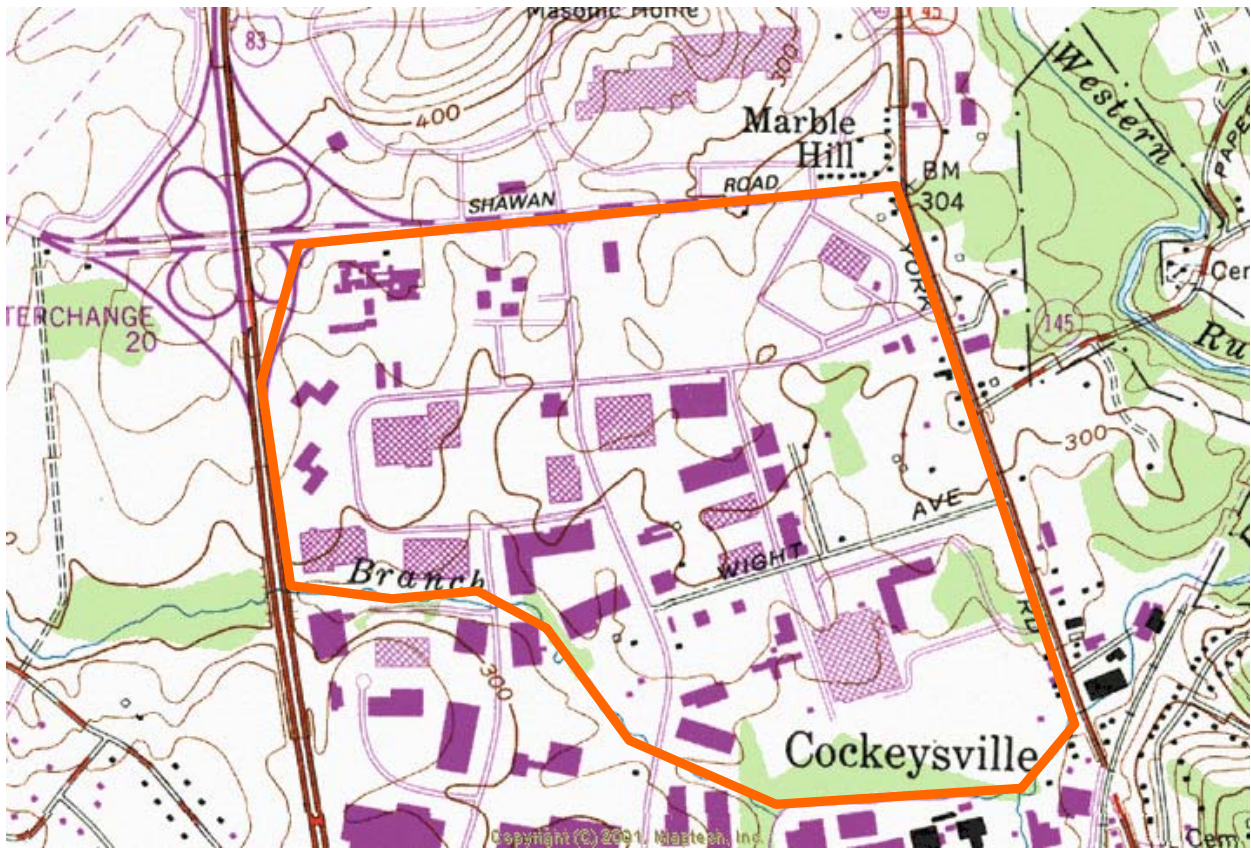 Masonic Home
45
83
400
300
Western
Marble
Hill
PAPE
SHAWAN
ROAD
BM
304
YORK
Cem
TERCHANGE
20
145
Ru
300
AVE
WIGHT
Branch
RD
300
Cockeysville
Copyright (C) 2001, Maptech, Inc.
Cem